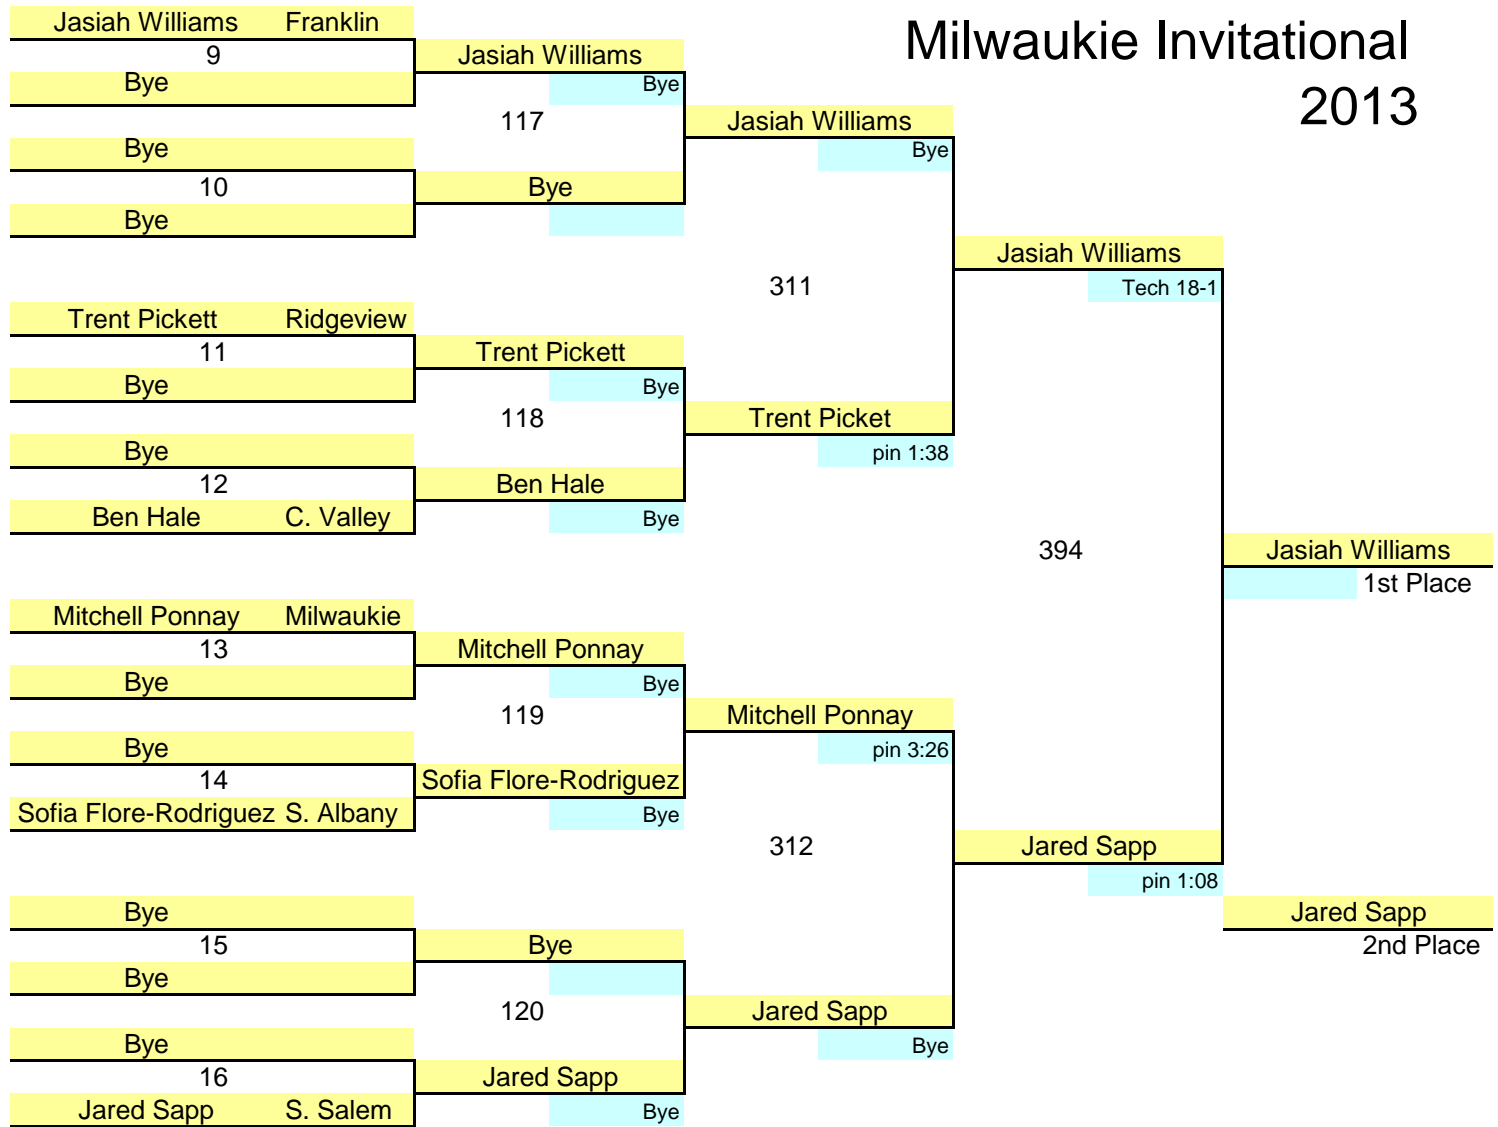 Milwaukie Invitational
2013
Jasiah Williams Franklin
9
Bye
Bye
10
Bye
Trent Pickett Ridgeview
11
Bye
Bye
12
Ben Hale C. Valley
Mitchell Ponnay Milwaukie
13
Bye
Bye
14
Sofia Flore-Rodriguez S. Albany
Bye
15
Bye
Bye
16
Jared Sapp S. Salem
Jasiah Williams
Bye
117
Bye
Trent Pickett
Bye
118
Ben Hale
Bye
Mitchell Ponnay
Bye
119
Sofia Flore-Rodriguez
Bye
Bye
120
Jared Sapp
Bye
Jasiah Williams
Bye
311
Trent Picket
pin 1:38
Mitchell Ponnay
pin 3:26
312
Jared Sapp
Bye
Jasiah Williams
Tech 18-1
394
Jared Sapp
pin 1:08
Jasiah Williams
1st Place
Jared Sapp
2nd Place